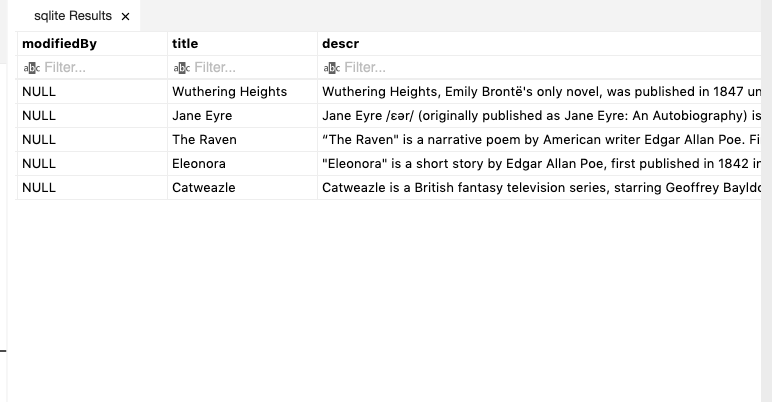 sqlite Results ×
modifiedBy title descr
abc Filter... abc Filter... abc Filter...
NULL Wuthering Heights Wuthering Heights, Emily Brontë's only novel, was published in 1847 un
NULL Jane Eyre Jane Eyre /ɛər/ (originally published as Jane Eyre: An Autobiography) is
NULL The Raven “The Raven" is a narrative poem by American writer Edgar Allan Poe. Fi
NULL Eleonora "Eleonora" is a short story by Edgar Allan Poe, first published in 1842 in
NULL Catweazle Catweazle is a British fantasy television series, starring Geoffrey Bayldo